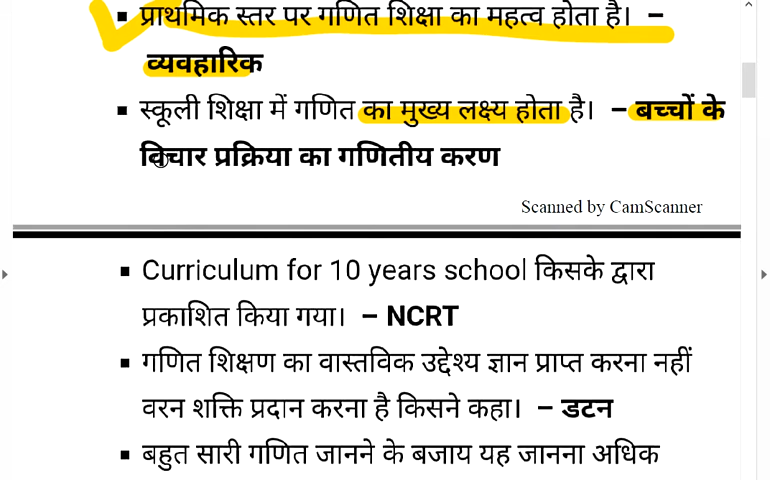 ▪ प्राथमिक स्तर पर गणित शिक्षा का महत्व होता है। –
व्यवहारिक
▪ स्कूली शिक्षा में गणित का मुख्य लक्ष्य होता है। – बच्चों के
विचार प्रक्रिया का गणितीय करण
Scanned by CamScanner
▪ Curriculum for 10 years school किसके द्वारा
प्रकाशित किया गया। – NCRT
▪ गणित शिक्षण का वास्तविक उद्देश्य ज्ञान प्राप्त करना नहीं
वरन शक्ति प्रदान करना है किसने कहा। – डटन
▪ बहुत सारी गणित जानने के बजाय यह जानना अधिक